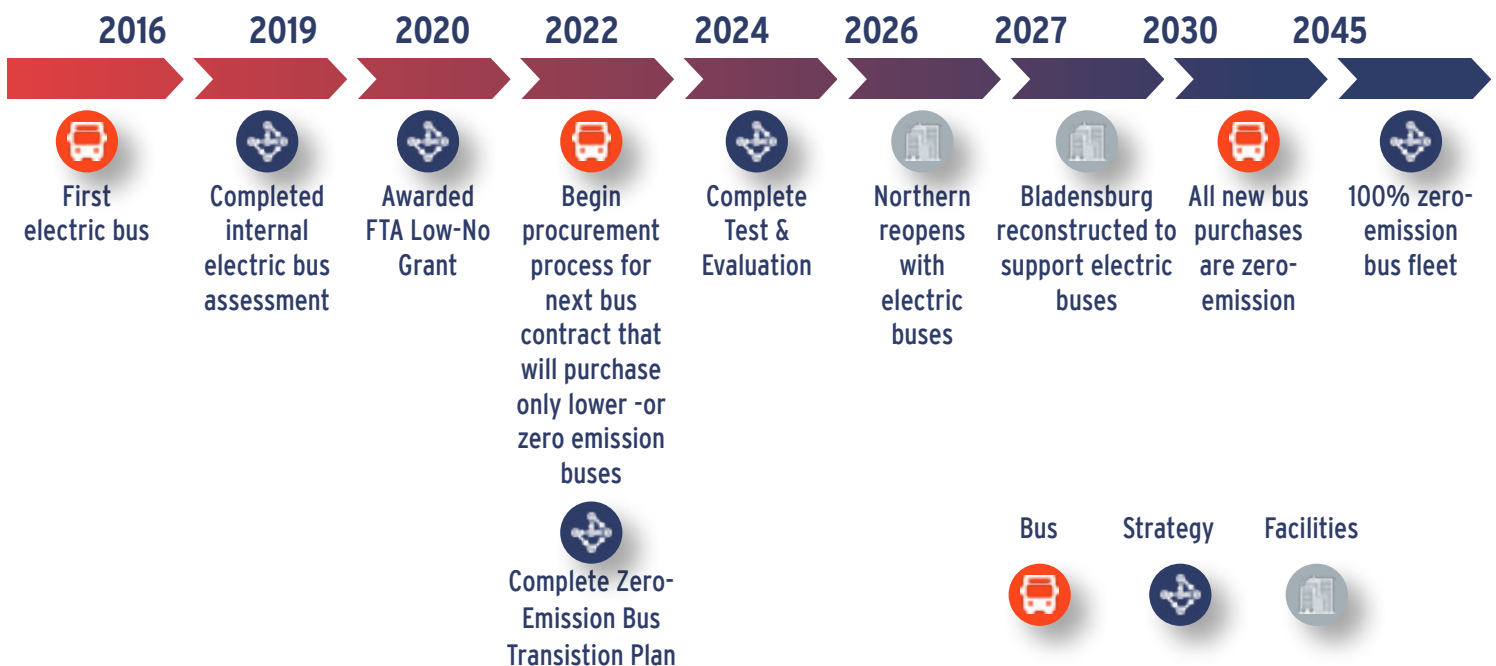 2016 2019 2020 2022 2024 2026 2027 2030 2045
First
electric bus
Completed
internal
electric bus
assessment
Awarded
FTA Low-No
Grant
Begin
procurement
process for
next bus
contract that
will purchase
only lower -or
zero emission
buses
Complete Zero-
Emission Bus
Transistion Plan
Complete
Test &
Evaluation
Northern
reopens
with
electric
buses
Bladensburg
reconstructed to
support electric
buses
All new bus
purchases
are zero-
emission
100% zero-
emission
bus fleet
Bus Strategy Facilities